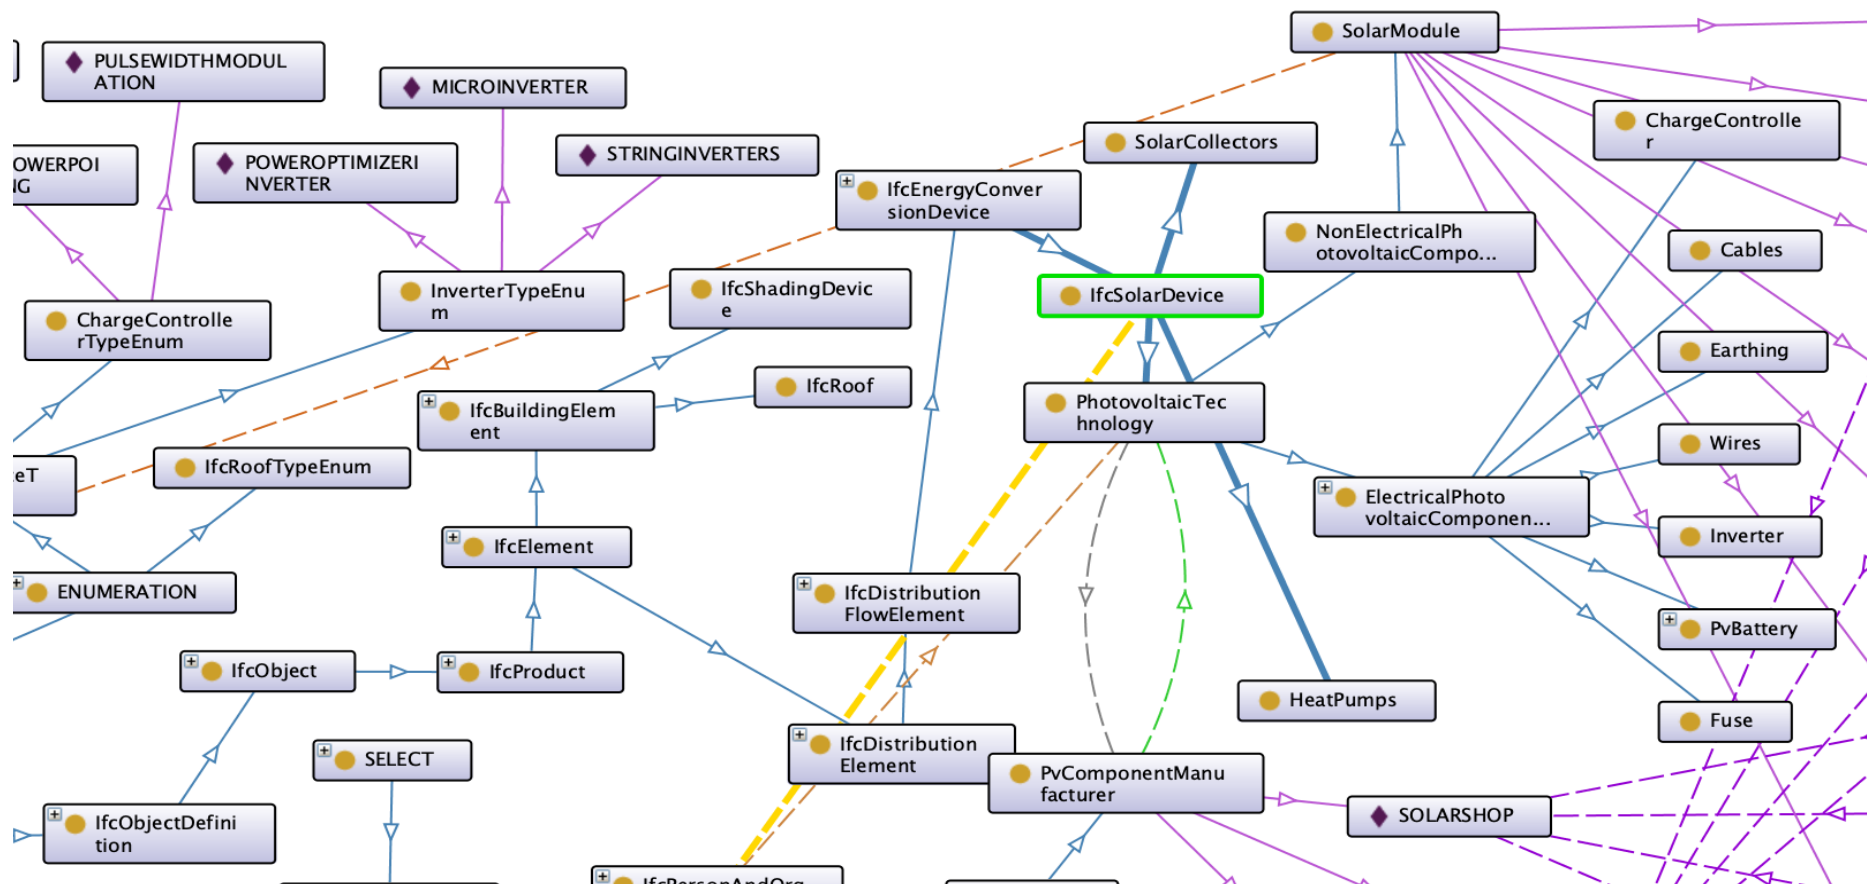 SolarModule
PULSEWIDTHMODUL
ATION
MICROINVERTER
ChargeControlle
r
SolarCollectors
OWERPOI
NG
POWEROPTIMIZERI
NVERTER
STRINGINVERTERS
IfcEnergyConver
sionDevice
NonElectricalPh
otovoltaicCompo...
Cables
InverterTypeEnu
m
IfcShadingDevic
e
IfcSolarDevice
ChargeControlle
rTypeEnum
Earthing
IfcRoof
IfcBuildingElem
ent
PhotovoltaicTec
hnology
Wires
eT
IfcRoofTypeEnum
ElectricalPhoto
voltaicComponen...
Inverter
IfcElement
ENUMERATION
IfcDistribution
FlowElement
PvBattery
IfcObject
IfcProduct
HeatPumps
Fuse
SELECT
IfcDistribution
Element
PvComponentManu
facturer
SOLARSHOP
IfcObjectDefini
tion
IfcPersonAndOrg